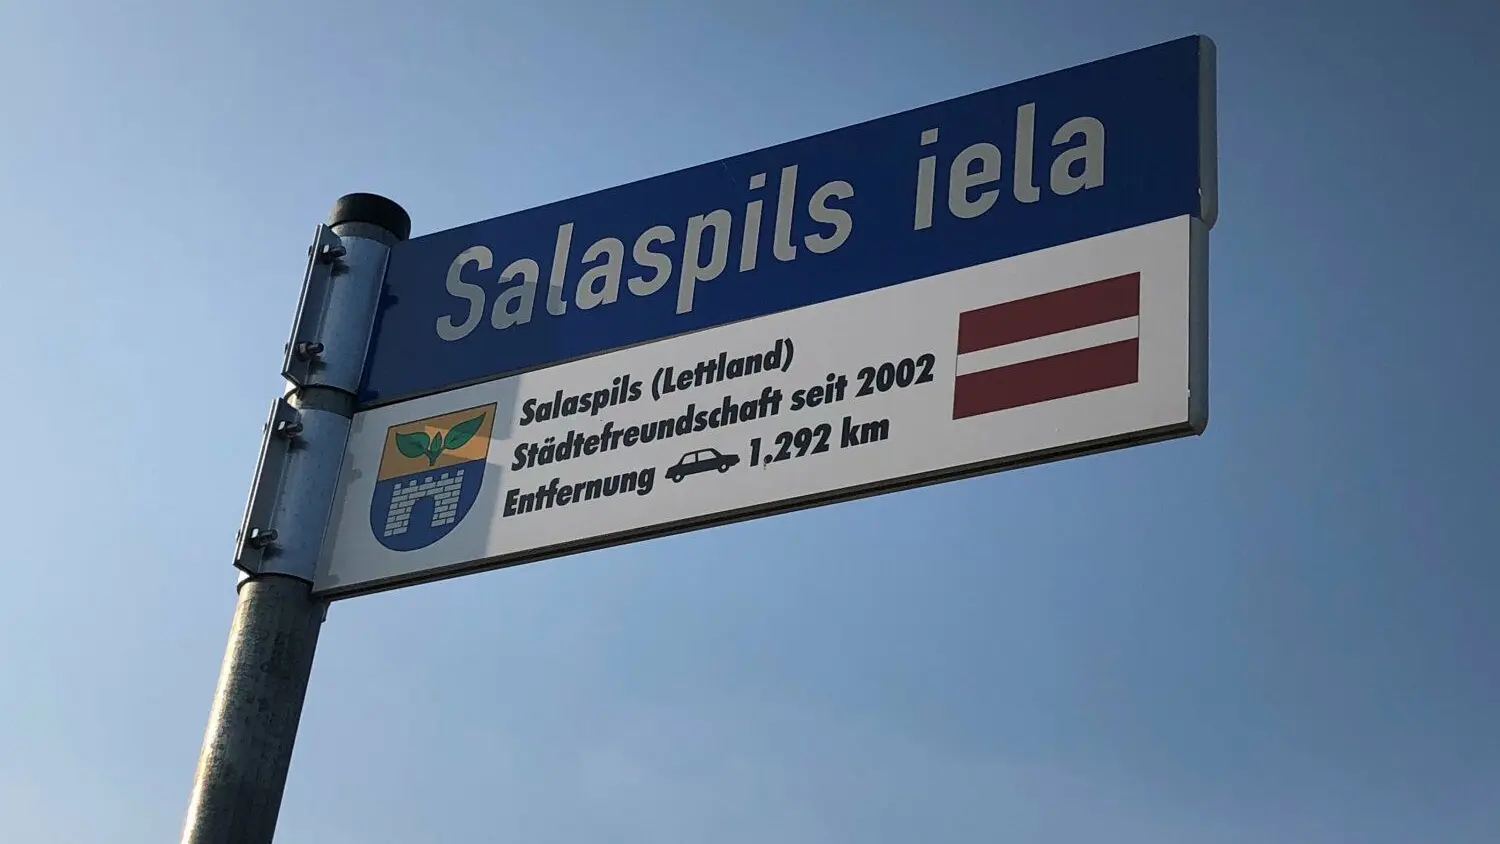 Salaspils iela
Salaspils (Lettland)
Städtefreundschaft seit 2002
Entfernung 1.292 km